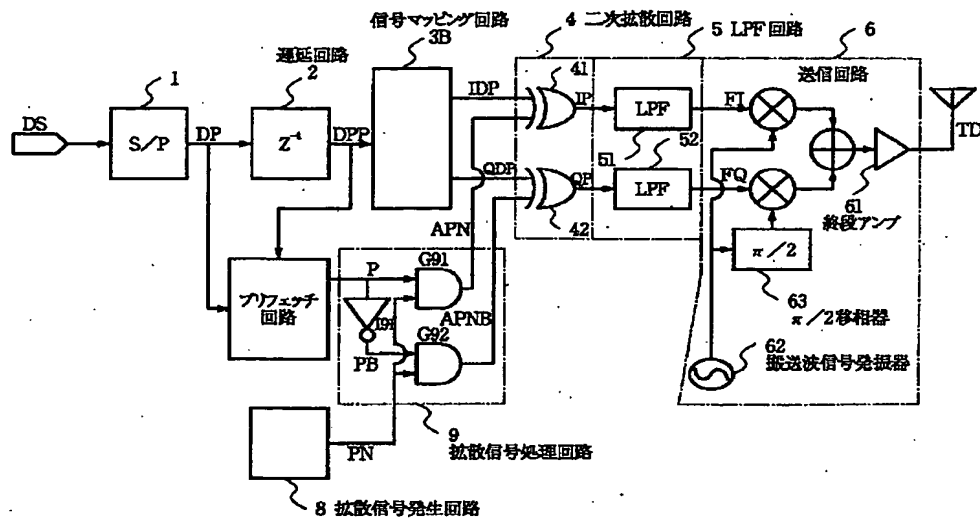 信号マッピング回路
3B
4 二次拡散回路
5 LPF 回路
6
遅延回路
2
1
送信回路
41
IDP
IP
LPF
FI
TD
DS
S/P
DP
Z⁻¹
DPP
51
52
QDP
QP
LPF
FQ
42
61
終段アンプ
APN
G91
P
π/2
プリフェッチ
回路
I91
APNB
63
π/2移相器
G92
PB
62
搬送波信号発振器
PN
9
拡散信号処理回路
8 拡散信号発生回路